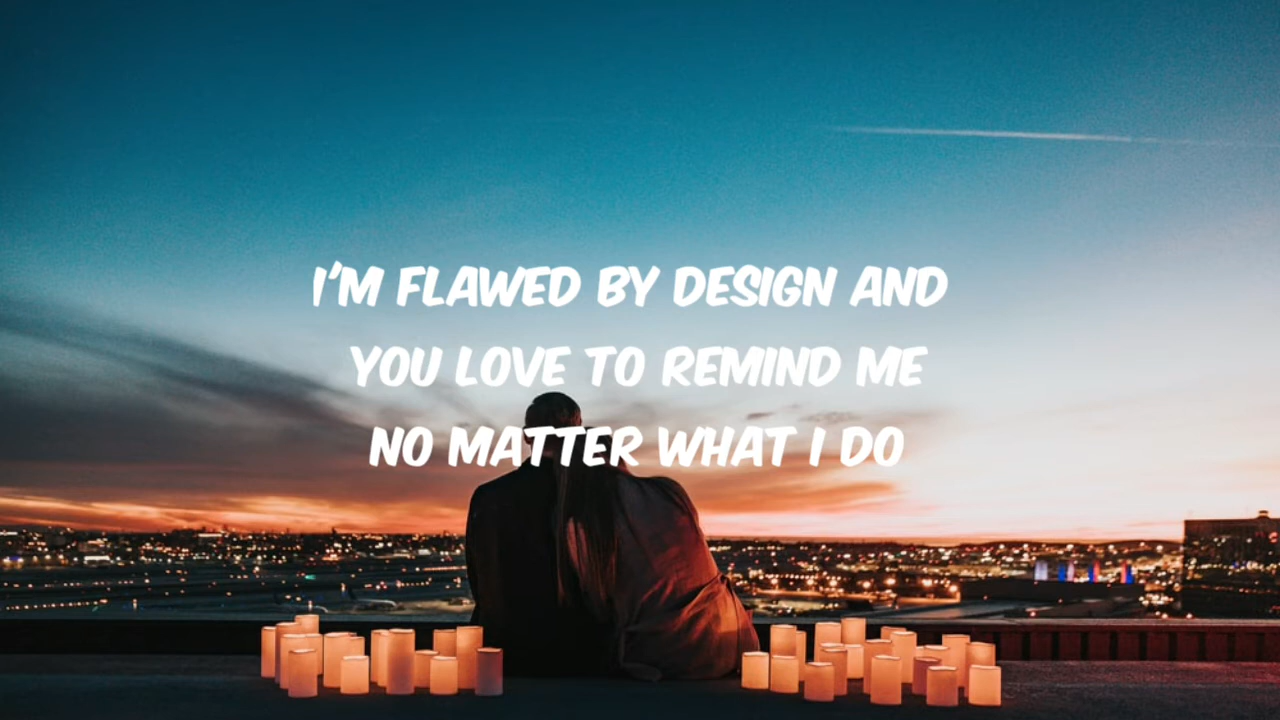 I'M FLAWED BY DESIGN AND
YOU LOVE TO REMIND ME
NO MATTER WHAT I DO